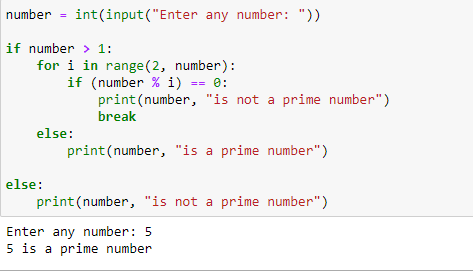 number = int(input("Enter any number: "))
if number > 1:
    for i in range(2, number):
        if (number % i) == 0:
            print(number, "is not a prime number")
            break
    else:
        print(number, "is a prime number")
else:
    print(number, "is not a prime number")
Enter any number: 5
5 is a prime number